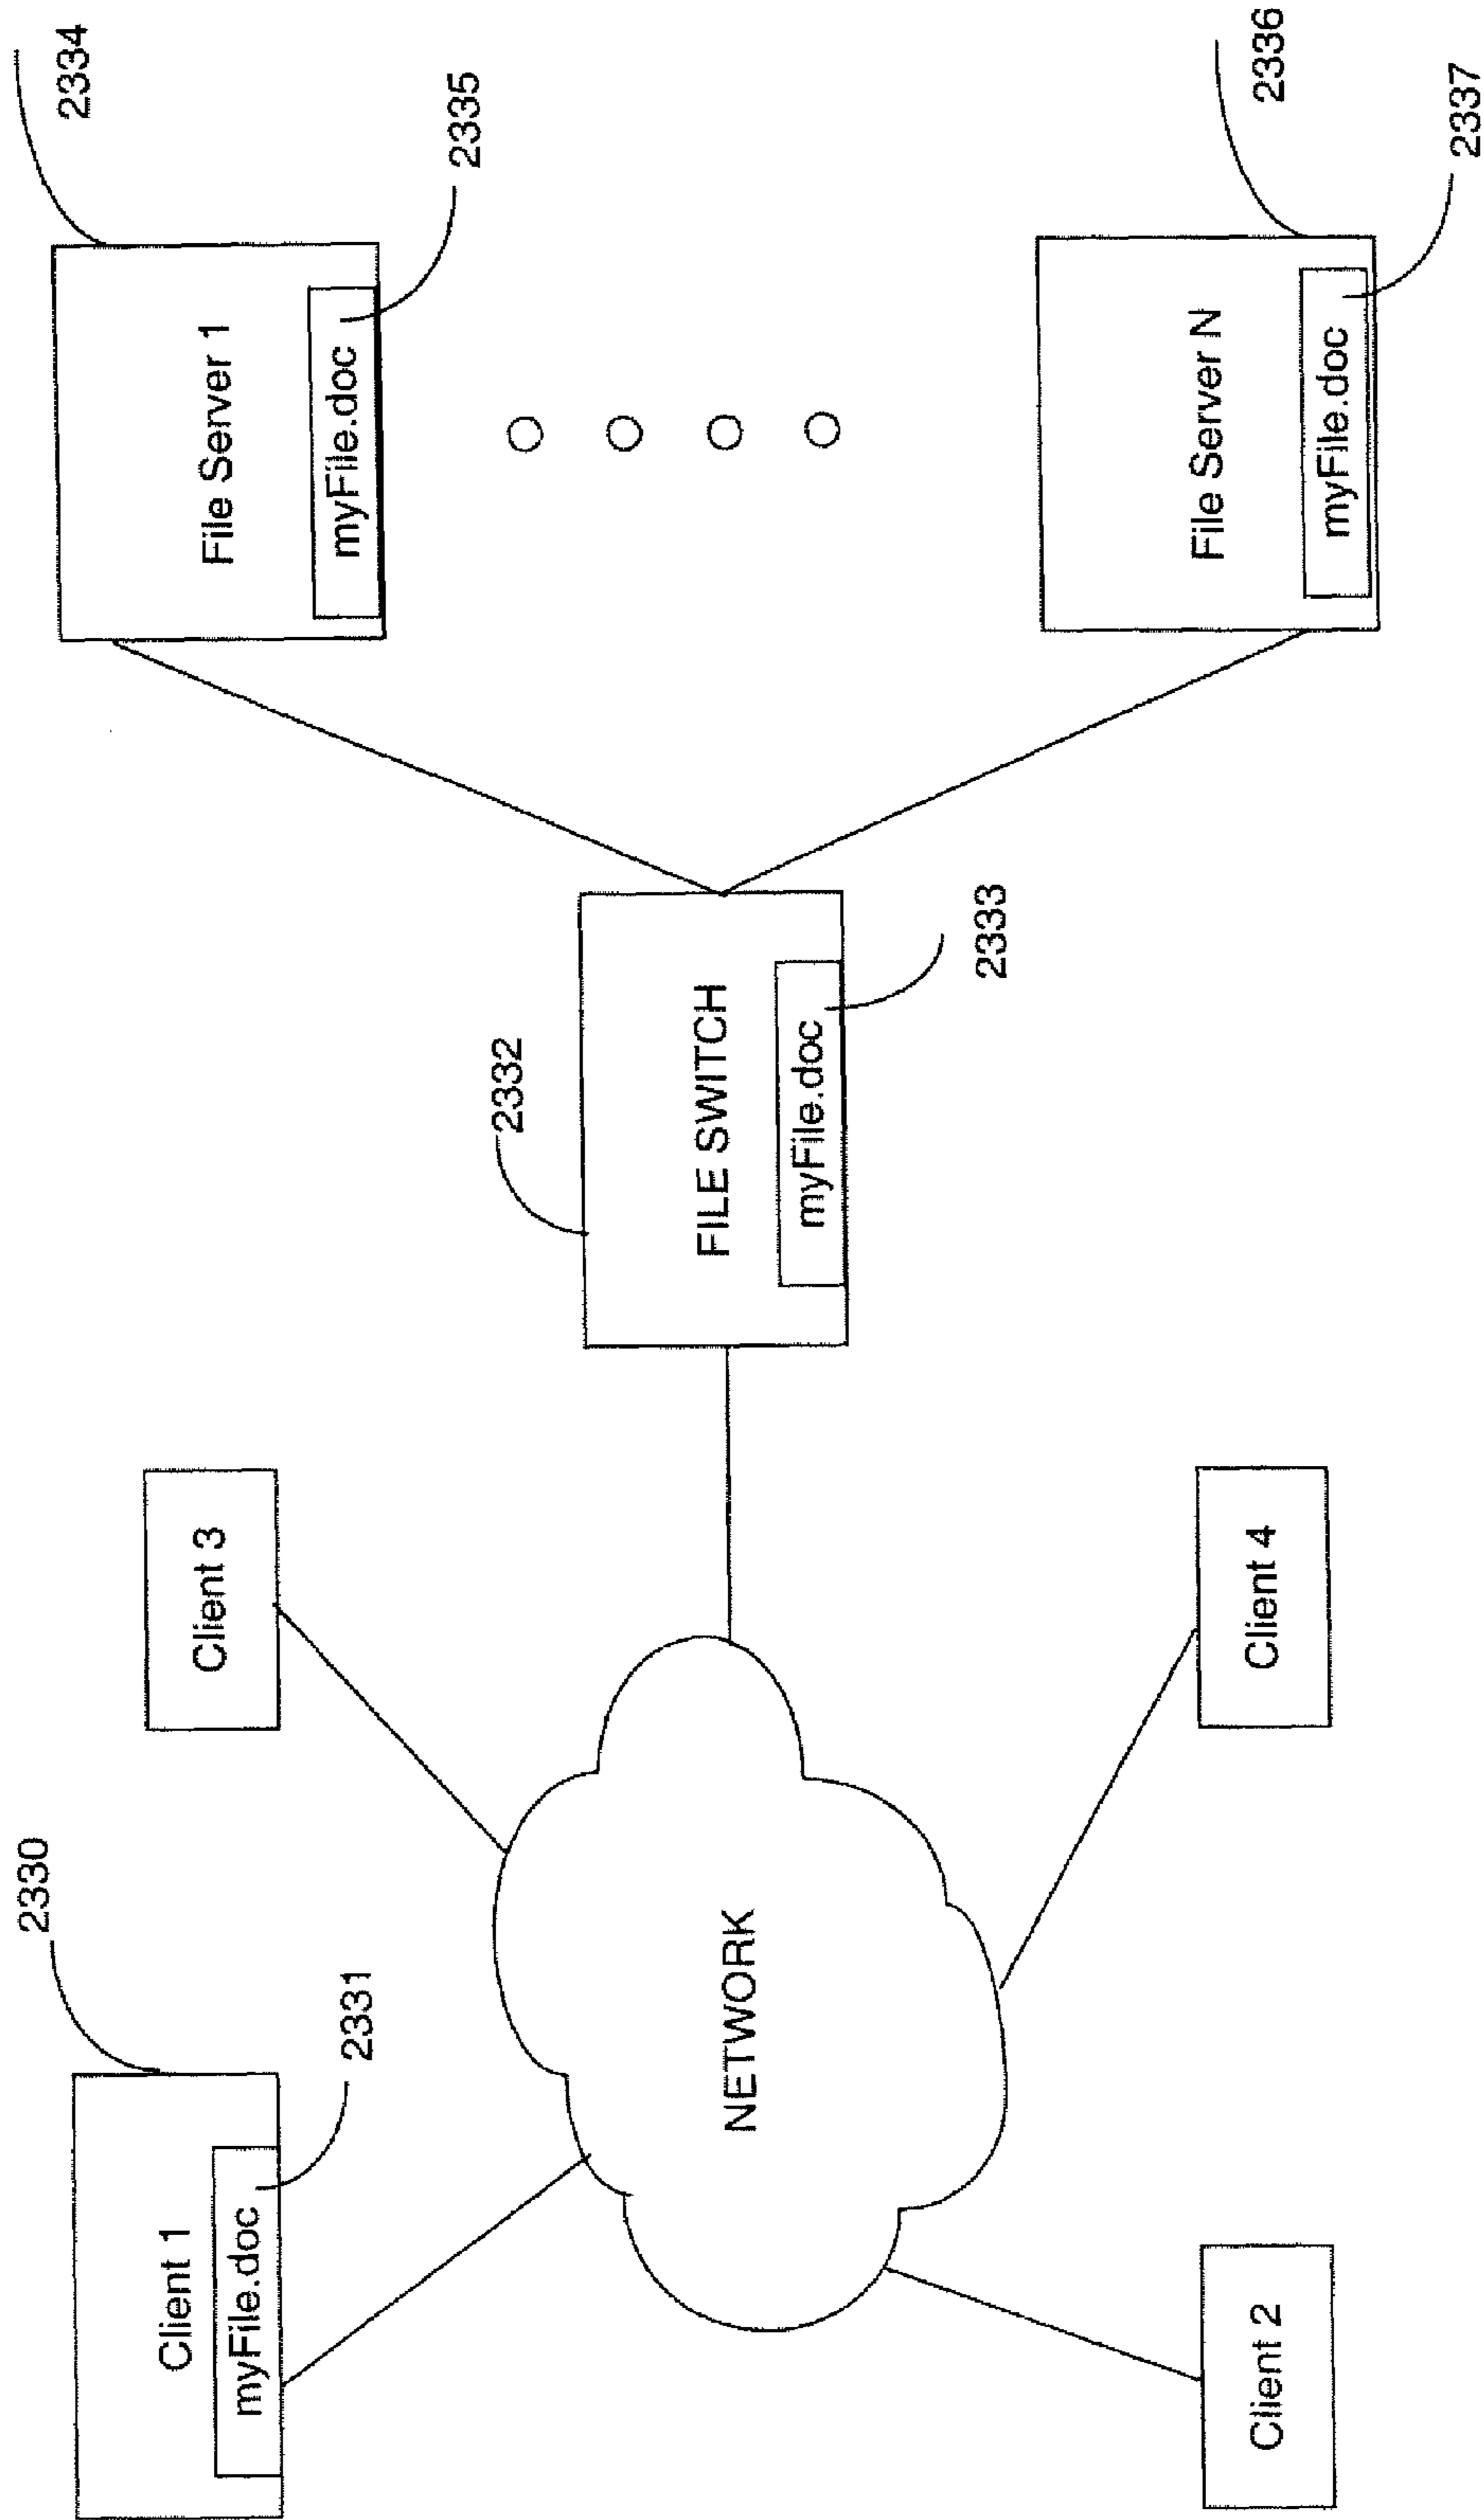 2330
Client 1
myFile.doc
2331
Client 3
NETWORK
Client 2
Client 4
2332
FILE SWITCH
myFile.doc
2333
2334
File Server 1
myFile.doc
2335
2336
File Server N
myFile.doc
2337